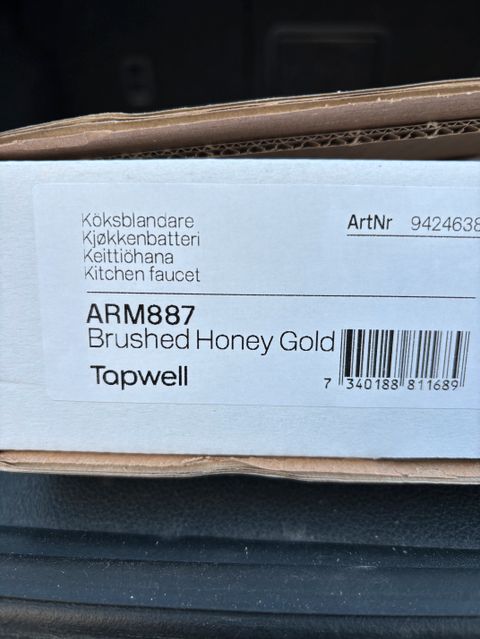 Köksblandare
Kjøkkenbatteri
Keittiöhana
Kitchen faucet
ArtNr 9424638
ARM887
Brushed Honey Gold
Tapwell
7 340188 811689